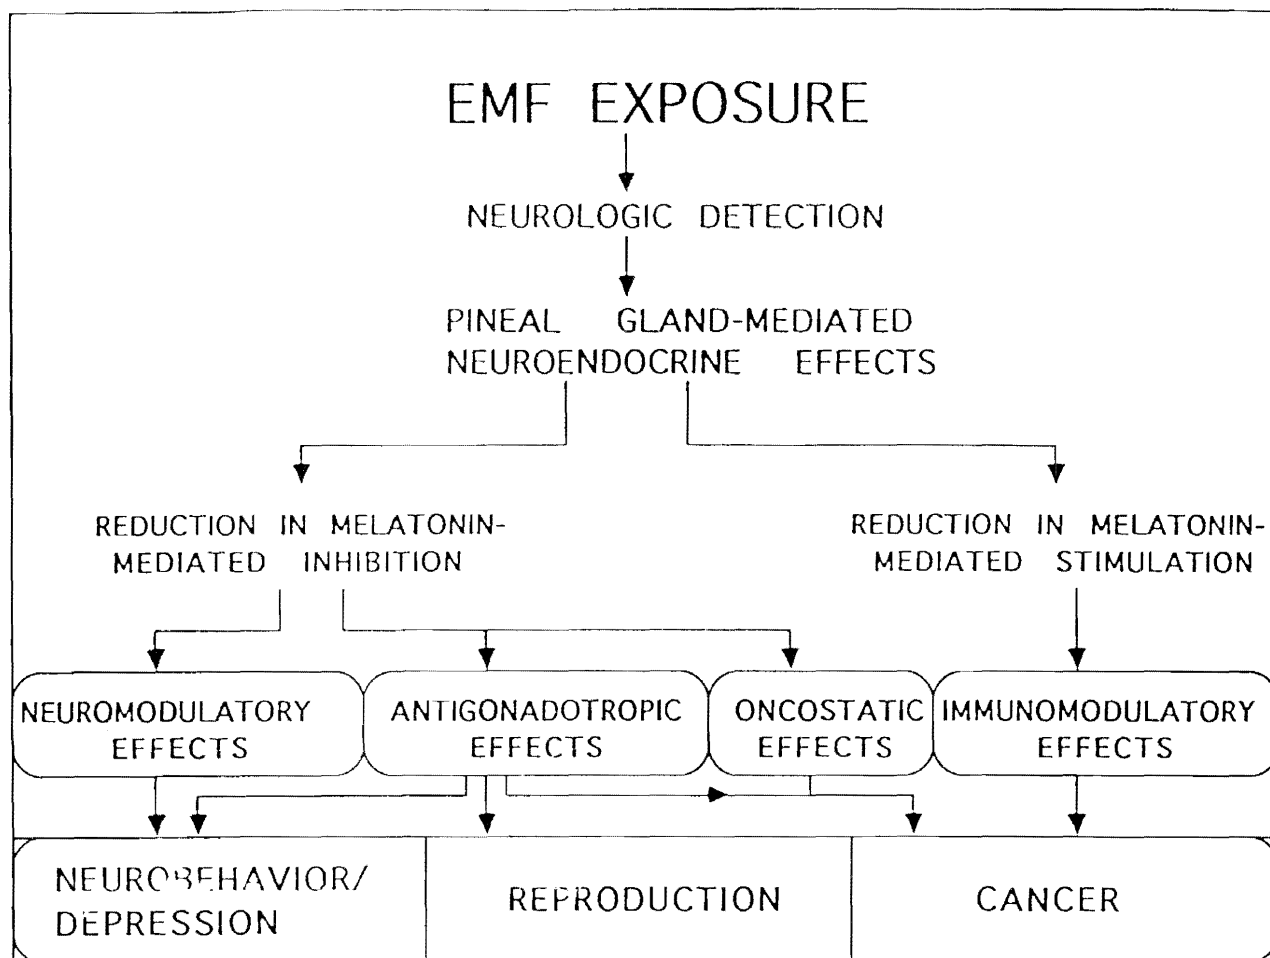 EMF EXPOSURE
NEUROLOGIC DETECTION
PINEAL GLAND-MEDIATED
NEUROENDOCRINE EFFECTS
REDUCTION IN MELATONIN-
MEDIATED INHIBITION
REDUCTION IN MELATONIN-
MEDIATED STIMULATION
NEUROMODULATORY
EFFECTS
ANTIGONADOTROPIC
EFFECTS
ONCOSTATIC
EFFECTS
IMMUNOMODULATORY
EFFECTS
NEUROBEHAVIOR/
DEPRESSION
REPRODUCTION
CANCER